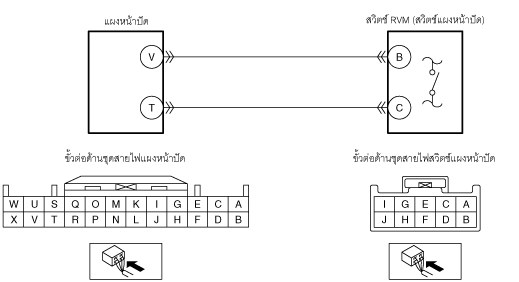 แผงหน้าปัด
สวิตช์ RVM (สวิตช์แผงหน้าปัด)
V
B
T
C
ขั้วต่อด้านชุดสายไฟแผงหน้าปัด
ขั้วต่อด้านชุดสายไฟสวิตช์แผงหน้าปัด
W U S Q O M K I G E C A
X V T R P N L J H F D B
I G E C A
J H F D B